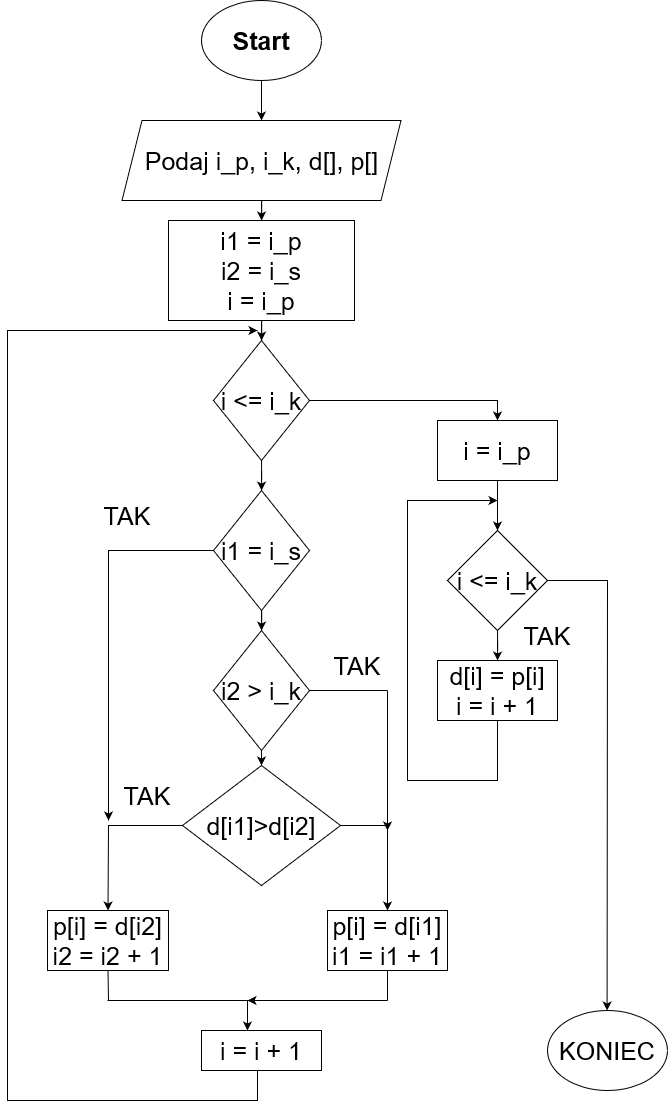 Start
Podaj i_p, i_k, d[], p[]
i1 = i_p
i2 = i_s
i = i_p
i <= i_k
i = i_p
TAK
i1 = i_s
i <= i_k
TAK
d[i] = p[i]
i = i + 1
TAK
i2 > i_k
TAK
d[i1]>d[i2]
p[i] = d[i2]
i2 = i2 + 1
p[i] = d[i1]
i1 = i1 + 1
i = i + 1
KONIEC